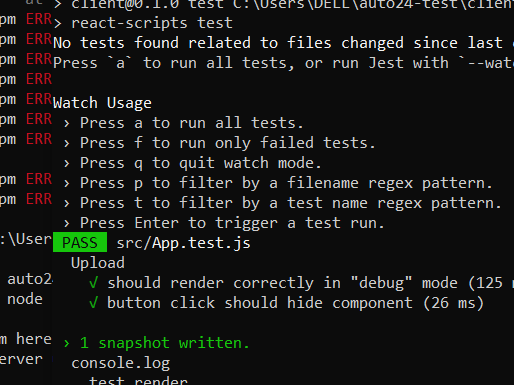 > client@0.1.0 test C:\Users\DELL\auto24-test\client
> react-scripts test
No tests found related to files changed since last
Press `a` to run all tests, or run Jest with `--wat
Watch Usage
› Press a to run all tests.
› Press f to run only failed tests.
› Press q to quit watch mode.
› Press p to filter by a filename regex pattern.
› Press t to filter by a test name regex pattern.
› Press Enter to trigger a test run.
PASS src/App.test.js
Upload
√ should render correctly in "debug" mode (125 m
√ button click should hide component (26 ms)
› 1 snapshot written.
console.log
test render
pm ERR
pm ERR
pm ERR
pm ERR
pm ERR
pm ERR
pm ERR
pm ERR
pm ERR
:\User
auto2
node
m here
erver